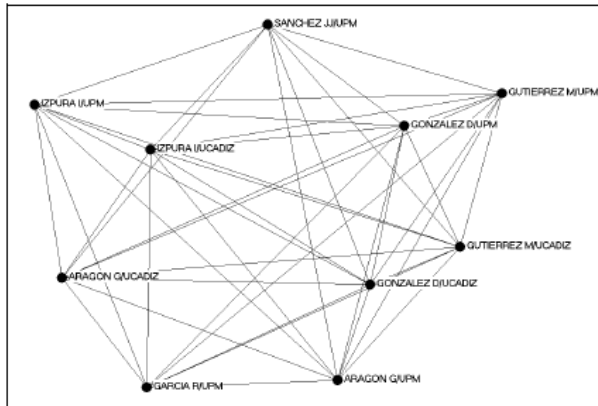 SANCHEZ JJ/UPM
GUTIERREZ M/UPM
IZPURA I/UPM
GONZALEZ D/UPM
IZPURA I/UCADIZ
GUTIERREZ M/UCADIZ
ARAGON G/UCADIZ
GONZALEZ D/UCADIZ
ARAGON G/UPM
GARCIA R/UPM